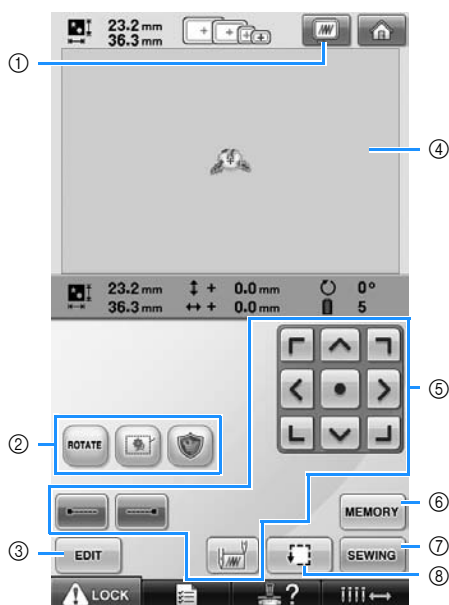 23.2 mm
36.3 mm
①
④
23.2 mm + 0.0 mm 0°
36.3 mm + 0.0 mm 5
⑤
②
ROTATE
MEMORY
⑥
③
EDIT
SEWING
⑦
⑧
LOCK
?